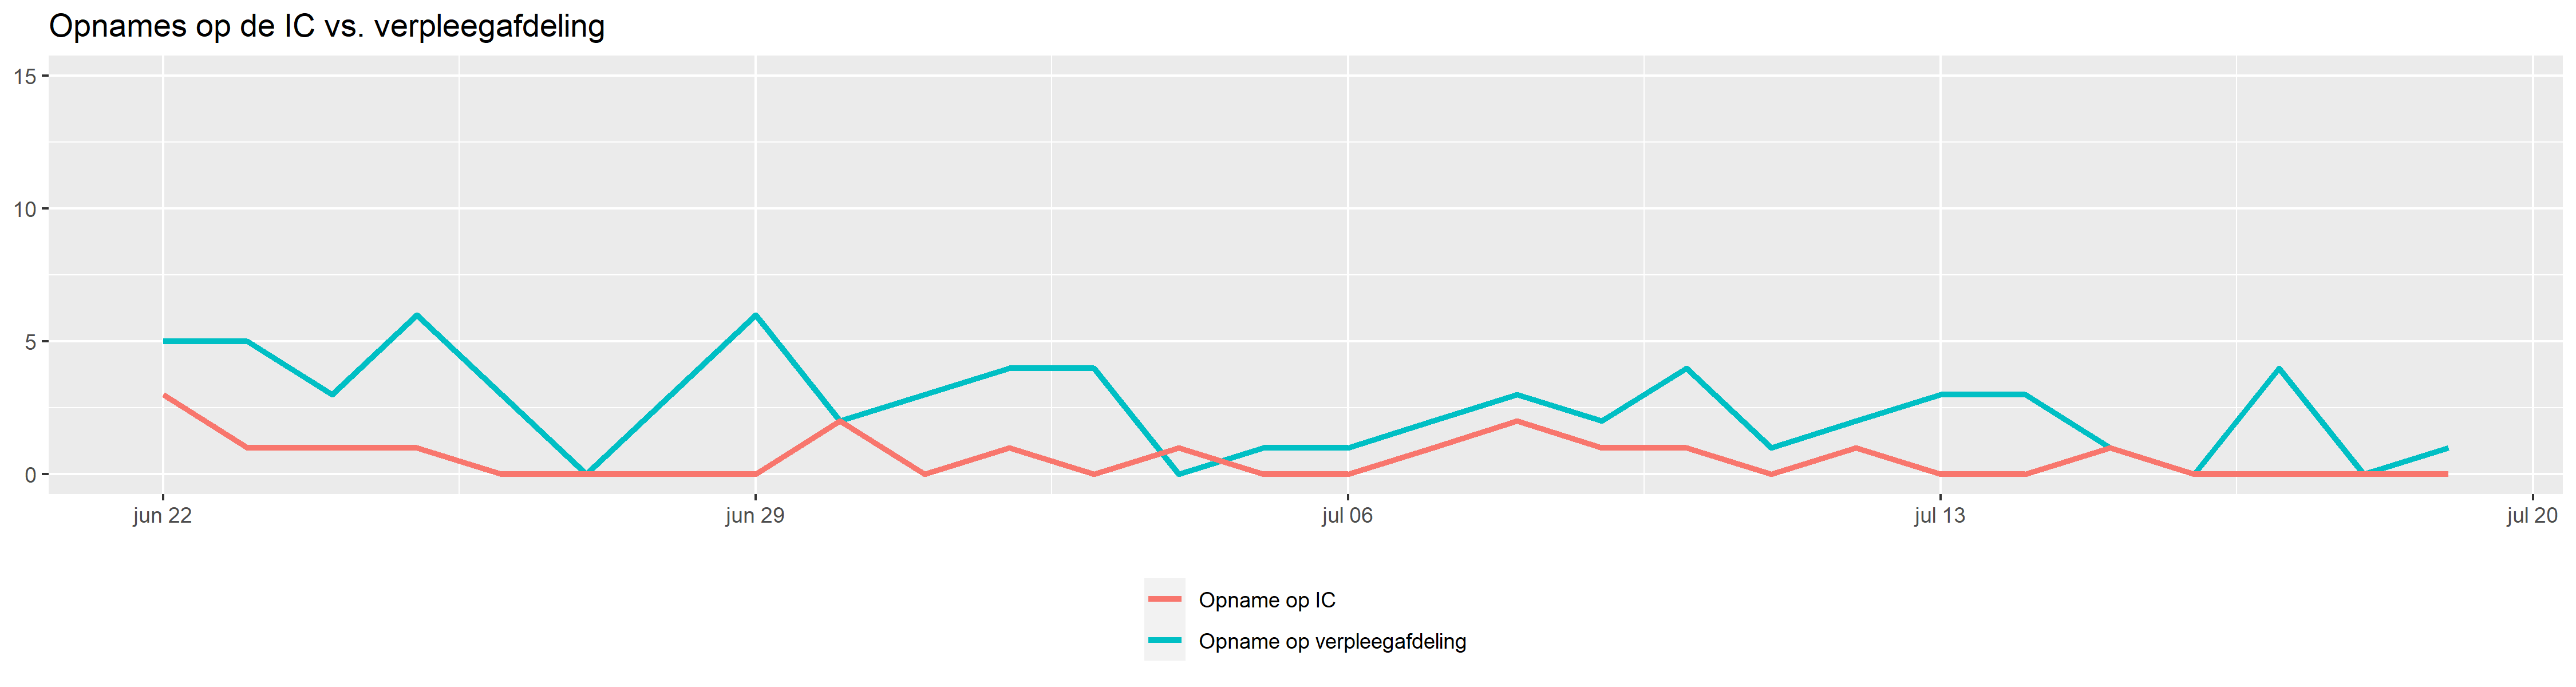 Opnames op de IC vs. verpleegafdeling
15
10
5
0
jun 22 jun 29 jul 06 jul 13 jul 20
Opname op IC
Opname op verpleegafdeling